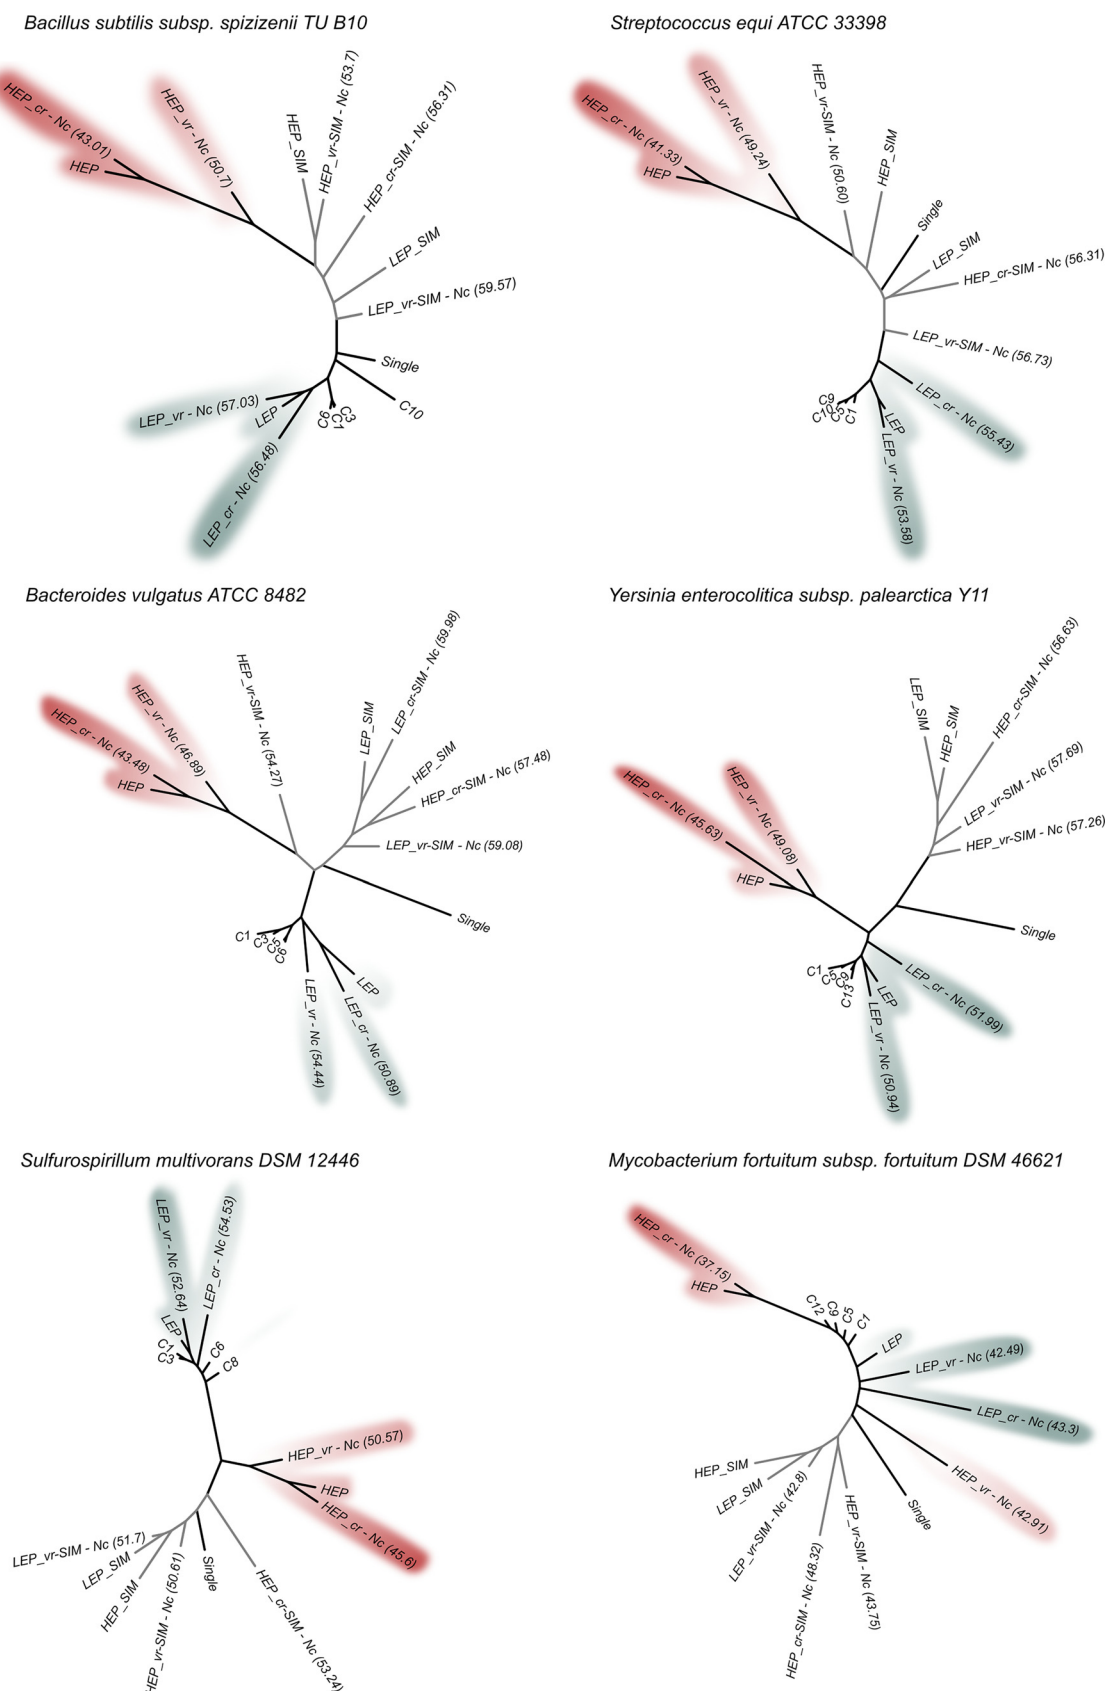 Bacillus subtilis subsp. spizizenii TU B10
HEP_cr - Nc (43.01)
HEP
HEP_vr - Nc (50.7)
HEP_SIM
HEP_vr-SIM - Nc (53.7)
HEP_cr-SIM - Nc (56.31)
LEP_SIM
LEP_vr-SIM - Nc (59.57)
Single
C10
C3
C1
C6
LEP_vr - Nc (57.03)
LEP
LEP_cr - Nc (56.48)
Streptococcus equi ATCC 33398
HEP_cr - Nc (41.33)
HEP
HEP_vr - Nc (49.24)
HEP_vr-SIM - Nc (50.60)
HEP_SIM
Single
LEP_SIM
HEP_cr-SIM - Nc (56.31)
LEP_vr-SIM - Nc (56.73)
LEP_cr - Nc (55.43)
LEP
LEP_vr - Nc (53.58)
C9
C10
C1
Bacteroides vulgatus ATCC 8482
HEP_cr - Nc (43.48)
HEP
HEP_vr - Nc (46.89)
HEP_vr-SIM - Nc (54.27)
LEP_SIM
LEP_cr-SIM - Nc (59.98)
HEP_SIM
HEP_cr-SIM - Nc (57.48)
LEP_vr-SIM - Nc (59.08)
Single
C1
C6
LEP
LEP_cr - Nc (50.89)
LEP_vr - Nc (54.44)
Yersinia enterocolitica subsp. palearctica Y11
HEP_cr - Nc (45.63)
HEP
HEP_vr - Nc (49.08)
LEP_SIM
HEP_SIM
HEP_cr-SIM - Nc (56.63)
LEP_vr-SIM - Nc (57.69)
HEP_vr-SIM - Nc (57.26)
Single
LEP_cr - Nc (51.99)
LEP
LEP_vr - Nc (50.94)
C1
C5
C9
C13
Sulfurospirillum multivorans DSM 12446
LEP_vr - Nc (52.64)
LEP_cr - Nc (54.53)
LEP
C1
C3
C6
C8
HEP_vr - Nc (50.57)
HEP
HEP_cr - Nc (45.6)
LEP_vr-SIM - Nc (51.7)
LEP_SIM
HEP_SIM
HEP_vr-SIM - Nc (50.61)
Single
HEP_cr-SIM - Nc (53.24)
Mycobacterium fortuitum subsp. fortuitum DSM 46621
HEP_cr - Nc (37.15)
HEP
C12
C9
C5
C1
LEP
LEP_vr - Nc (42.49)
LEP_cr - Nc (43.3)
HEP_vr - Nc (42.91)
Single
HEP_SIM
LEP_SIM
LEP_vr-SIM - Nc (42.8)
HEP_cr-SIM - Nc (48.32)
HEP_vr-SIM - Nc (43.75)